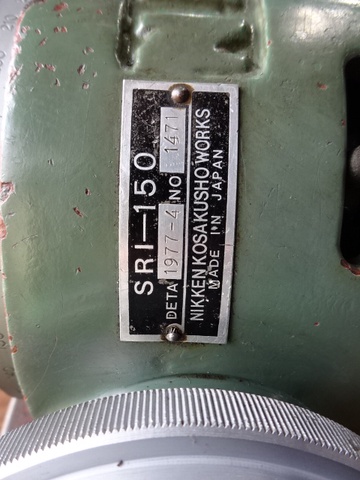 SRI-150
DETA 1977-4 NO 1471
NIKKEN KOSAKUSHO WORKS
MADE IN JAPAN